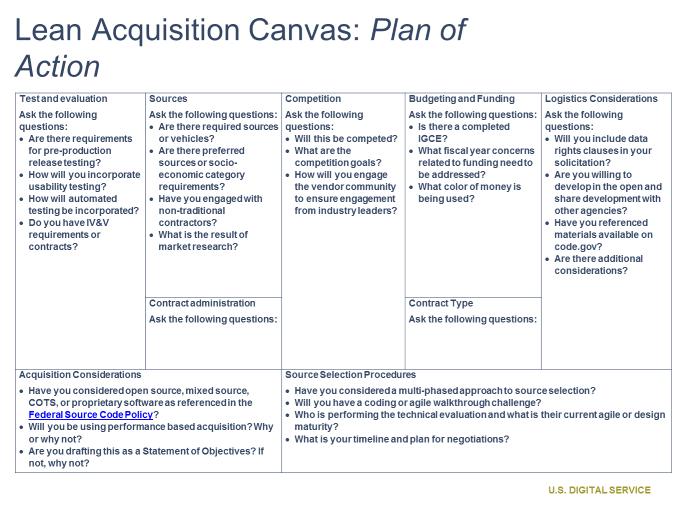 Lean Acquisition Canvas: Plan of
Action
Test and evaluation
Ask the following
questions:
• Are there requirements
for pre-production
release testing?
• How will you incorporate
usability testing?
• How will automated
testing be incorporated?
• Do you have IV&V
requirements or
contracts?
Sources
Ask the following questions:
• Are there required sources
or vehicles?
• Are there preferred
sources or socio-
economic category
requirements?
• Have you engaged with
non-traditional
contractors?
• What is the result of
market research?
Contract administration
Ask the following questions:
Competition
Ask the following
questions:
• Will this be competed?
• What are the
competition goals?
• How will you engage
the vendor community
to ensure engagement
from industry leaders?
Budgeting and Funding
Ask the following questions:
• Is there a completed
IGCE?
• What fiscal year concerns
related to funding need to
be addressed?
• What color of money is
being used?
Contract Type
Ask the following questions:
Logistics Considerations
Ask the following
questions:
• Will you include data
rights clauses in your
solicitation?
• Are you willing to
develop in the open and
share development with
other agencies?
• Have you referenced
materials available on
code.gov?
• Are there additional
considerations?
Acquisition Considerations
• Have you considered open source, mixed source,
COTS, or proprietary software as referenced in the
Federal Source Code Policy?
• Will you be using performance based acquisition? Why
or why not?
• Are you drafting this as a Statement of Objectives? If
not, why not?
Source Selection Procedures
• Have you considered a multi-phased approach to source selection?
• Will you have a coding or agile walkthrough challenge?
• Who is performing the technical evaluation and what is their current agile or design
maturity?
• What is your timeline and plan for negotiations?
U.S. DIGITAL SERVICE